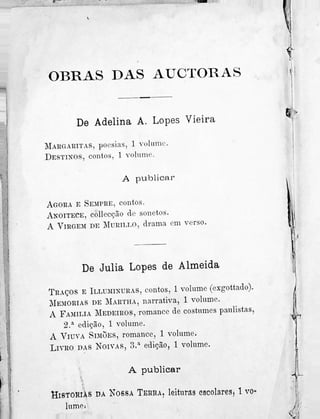 OBRAS DAS AUCTORAS
De Adelina A. Lopes Vieira
MARGARITAS, poesias, 1 volume.
DESTINOS, contos, 1 volume.
A publicar
AGORA E SEMPRE, contos.
ANOITECE, collecção de sonetos.
A VIRGEM DE MURILLO, drama em verso.
De Julia Lopes de Almeida
TRAÇOS E ILLUMINURAS, contos, 1 volume (exgottado).
MEMORIAS DE MARTHA, narrativa, 1 volume.
A FAMILIA MEDEIROS, romance de costumes paulistas,
2.ª edição, 1 volume.
A VIUVA SIMÕES, romance, 1 volume.
LIVRO DAS NOIVAS, 3.ª edição, 1 volume.
A publicar
HISTORIAS DA NOSSA TERRA, leituras escolares, 1 vo-
lume.